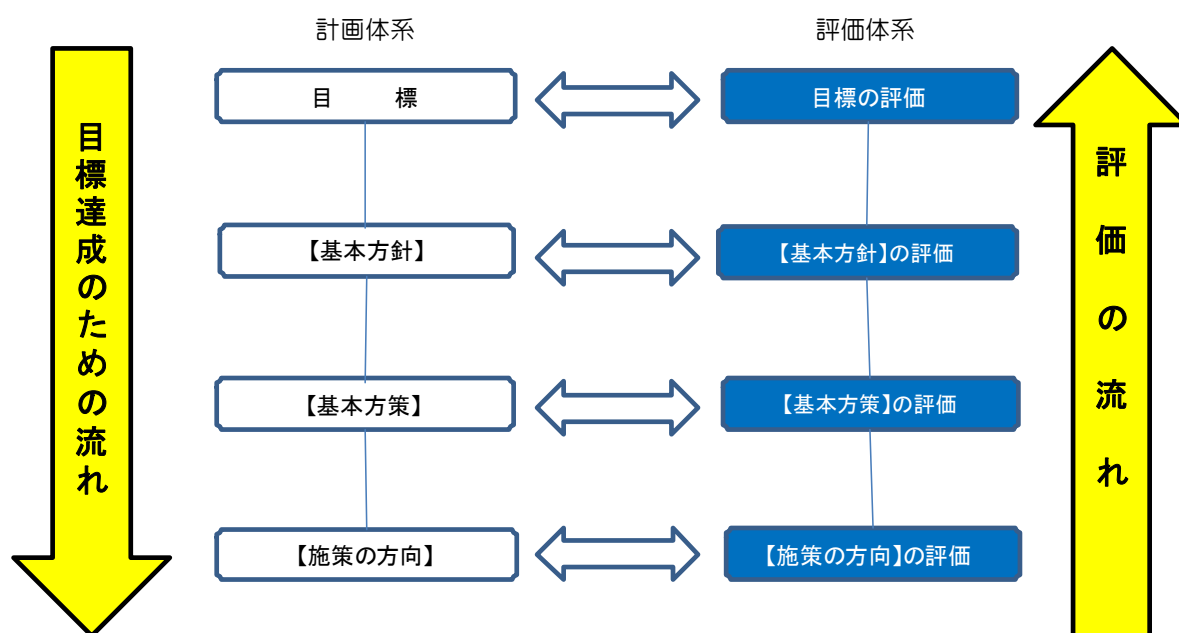 計画体系
評価体系
目標達成のための流れ
目　標
目標の評価
【基本方針】
【基本方針】の評価
【基本方策】
【基本方策】の評価
【施策の方向】
【施策の方向】の評価
評価の流れ